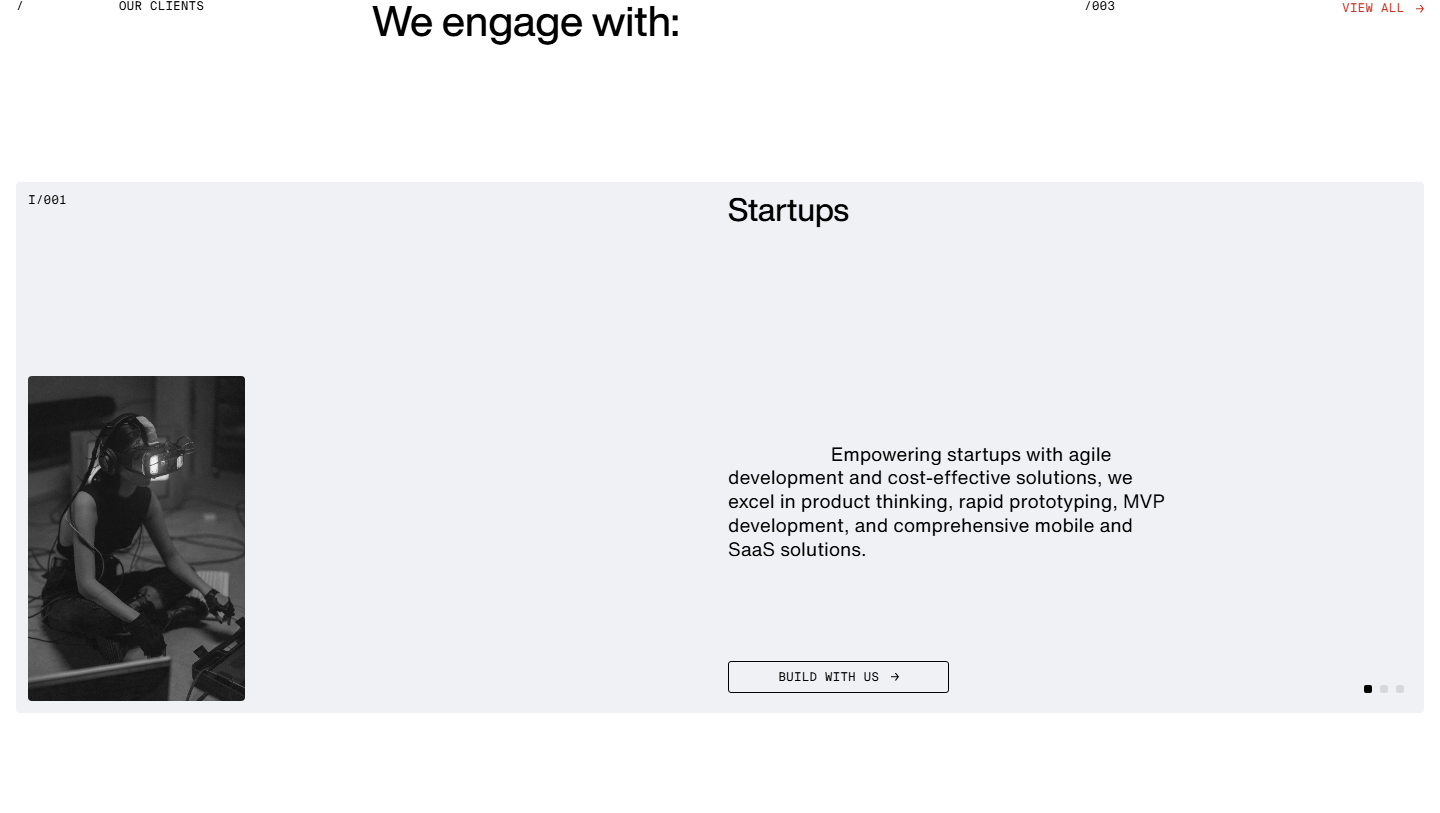 / OUR CLIENTS We engage with: /003 VIEW ALL →
I/001 Startups
Empowering startups with agile
development and cost-effective solutions, we
excel in product thinking, rapid prototyping, MVP
development, and comprehensive mobile and
SaaS solutions.
BUILD WITH US →